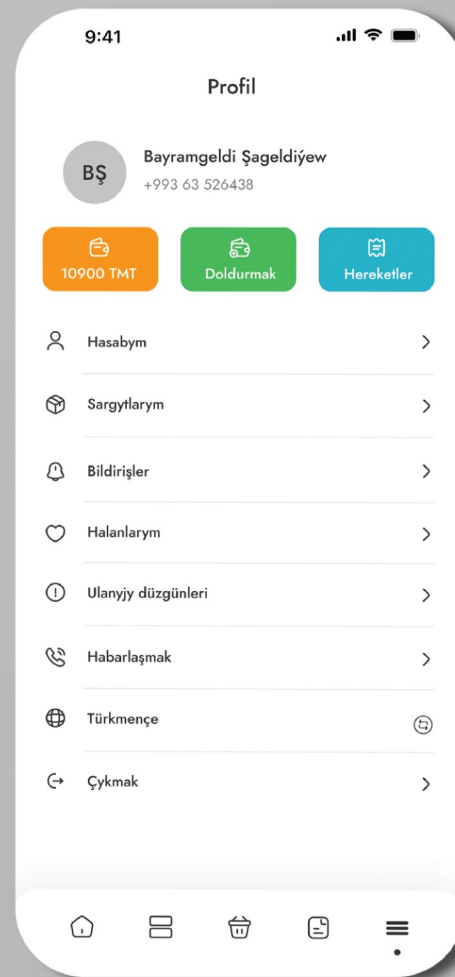 9:41
Profil
BŞ
Bayramgeldi Şageldiýew
+993 63 526438
10900 TMT
Doldurmak
Hereketler
Hasabym
Sargytlarym
Bildirişler
Halanlarym
Ulanyjy düzgünleri
Habarlaşmak
Türkmençe
Çykmak